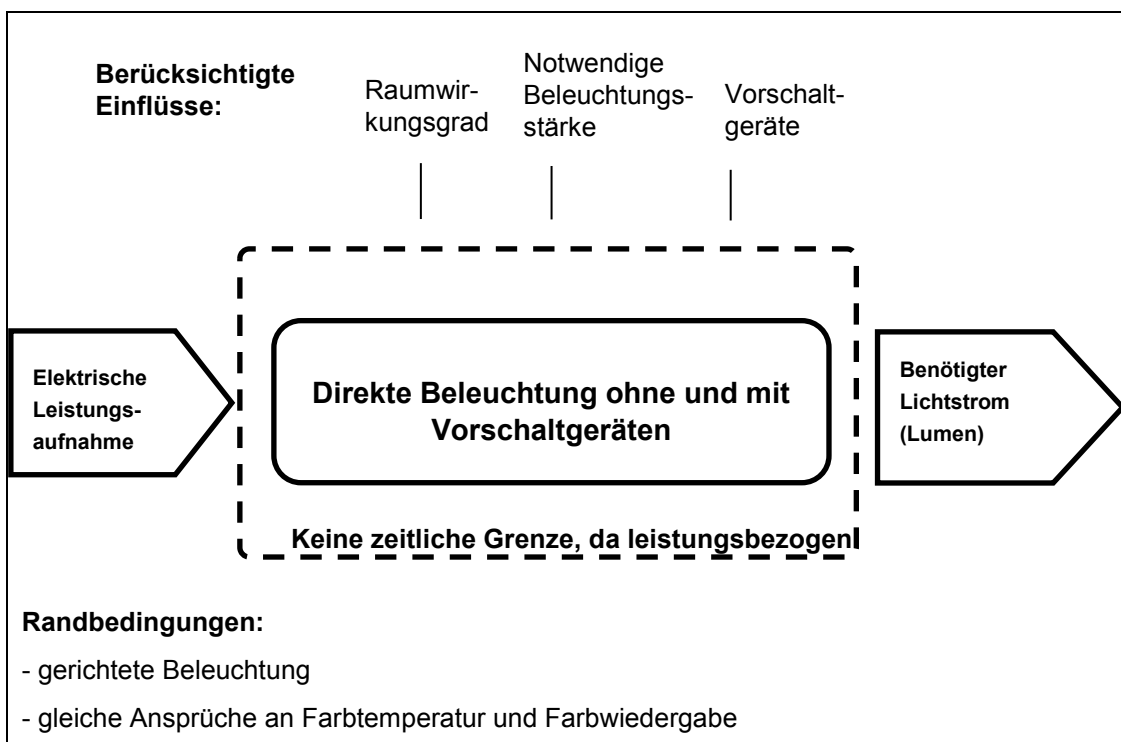 Berücksichtigte
Einflüsse:
Raumwir-
kungsgrad
Notwendige
Beleuchtungs-
stärke
Vorschalt-
geräte
Elektrische
Leistungs-
aufnahme
Direkte Beleuchtung ohne und mit
Vorschaltgeräten
Benötigter
Lichtstrom
(Lumen)
Keine zeitliche Grenze, da leistungsbezogen
Randbedingungen:
- gerichtete Beleuchtung
- gleiche Ansprüche an Farbtemperatur und Farbwiedergabe